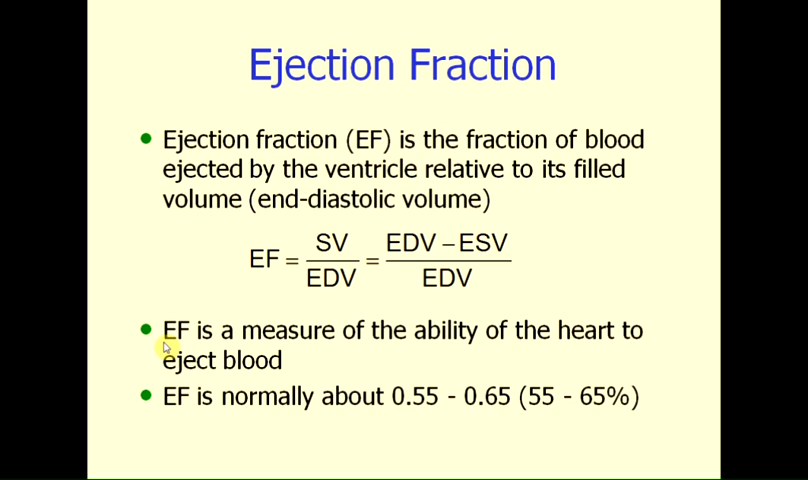 Ejection Fraction
• Ejection fraction (EF) is the fraction of blood
ejected by the ventricle relative to its filled
volume (end-diastolic volume)
EF = SV / EDV = EDV – ESV / EDV
• EF is a measure of the ability of the heart to
eject blood
• EF is normally about 0.55 - 0.65 (55 - 65%)